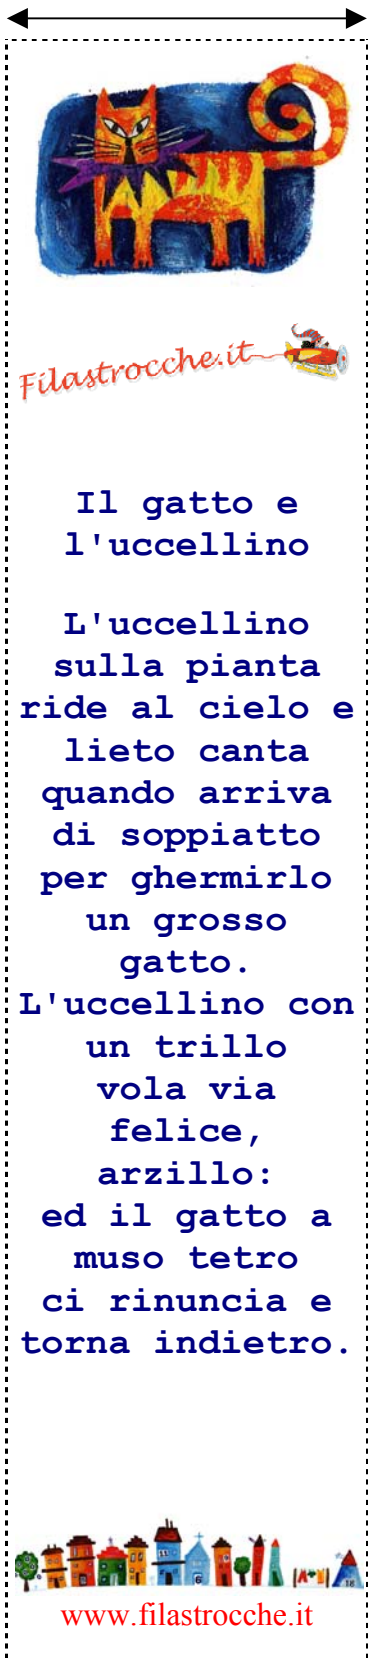 Filastrocche.it
Il gatto e
l'uccellino
L'uccellino
sulla pianta
ride al cielo e
lieto canta
quando arriva
di soppiatto
per ghermirlo
un grosso
gatto.
L'uccellino con
un trillo
vola via
felice,
arzillo:
ed il gatto a
muso tetro
ci rinuncia e
torna indietro.
www.filastrocche.it